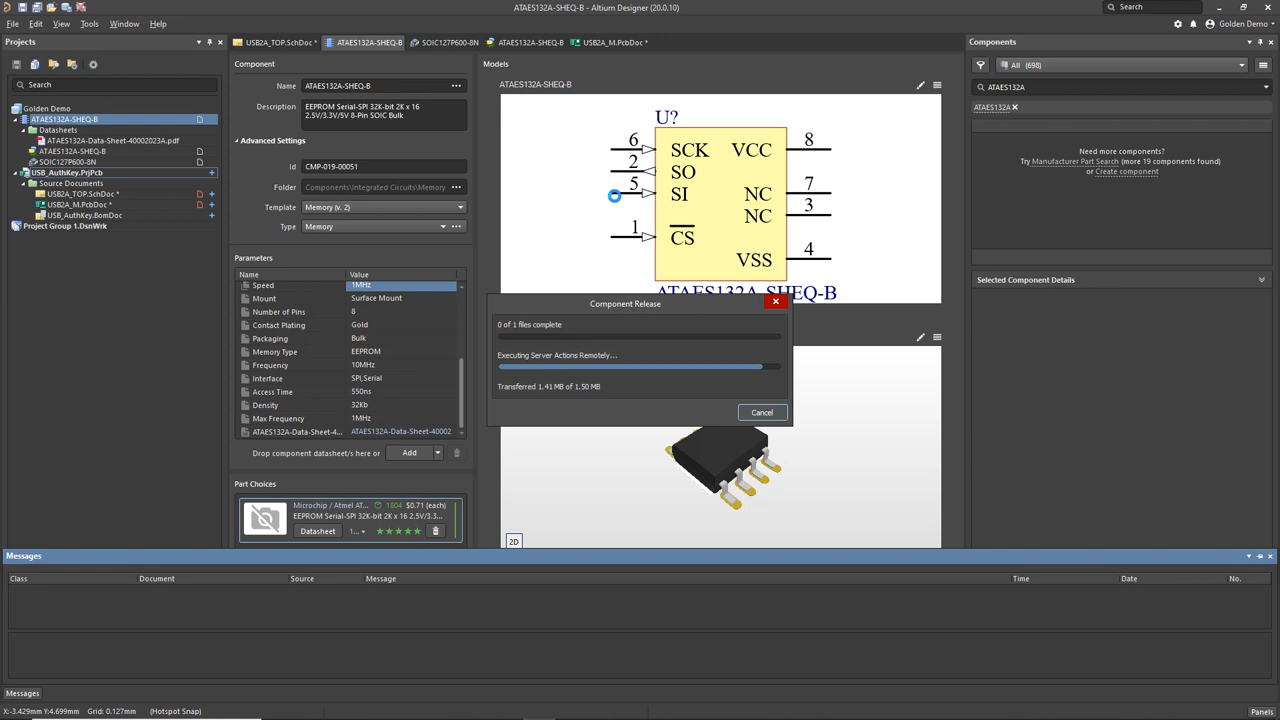 ATAES132A-SHEQ-B - Altium Designer (20.0.10)
Search
File Edit View Tools Window Help
Golden Demo
Projects
USB2A_TOP.SchDoc *
ATAES132A-SHEQ-B
SOIC127P600-8N
ATAES132A-SHEQ-B
USB2A_M.PcbDoc *
Components
Search
Golden Demo
ATAES132A-SHEQ-B
Datasheets
ATAES132A-Data-Sheet-40002023A.pdf
ATAES132A-SHEQ-B
SOIC127P600-8N
USB_AuthKey.PrjPcb
Source Documents
USB2A_TOP.SchDoc *
USB2A_M.PcbDoc *
USB_AuthKey.BomDoc
Project Group 1.DsnWrk
Component
Name ATAES132A-SHEQ-B
Description EEPROM Serial-SPI 32K-bit 2K x 16
2.5V/3.3V/5V 8-Pin SOIC Bulk
Advanced Settings
Id CMP-019-00051
Folder Components\Integrated Circuits\Memory
Template Memory (v. 2)
Type Memory
Parameters
Name Value
Speed 1MHz
Mount Surface Mount
Number of Pins 8
Contact Plating Gold
Packaging Bulk
Memory Type EEPROM
Frequency 10MHz
Interface SPI,Serial
Access Time 550ns
Density 32Kb
Max Frequency 1MHz
ATAES132A-Data-Sheet-4... ATAES132A-Data-Sheet-40002
Drop component datasheet/s here or Add
Part Choices
Microchip / Atmel AT... 1804 $0.71 (each)
EEPROM Serial-SPI 32K-bit 2K x 16 2.5V/3.3...
Datasheet 1...
Models
ATAES132A-SHEQ-B
U?
6 SCK VCC 8
2 SO
5 SI NC 7
NC 3
1 CS
VSS 4
ATAES132A-SHEQ-B
Component Release
0 of 1 files complete
Executing Server Actions Remotely...
Transferred 1.41 MB of 1.50 MB
Cancel
2D
All (698)
ATAES132A
ATAES132A
Need more components?
Try Manufacturer Part Search (more 19 components found)
or Create component.
Selected Component Details
Messages
Class Document Source Message Time Date No.
Messages
X:-3.429mm Y:4.699mm Grid: 0.127mm (Hotspot Snap)
Panels